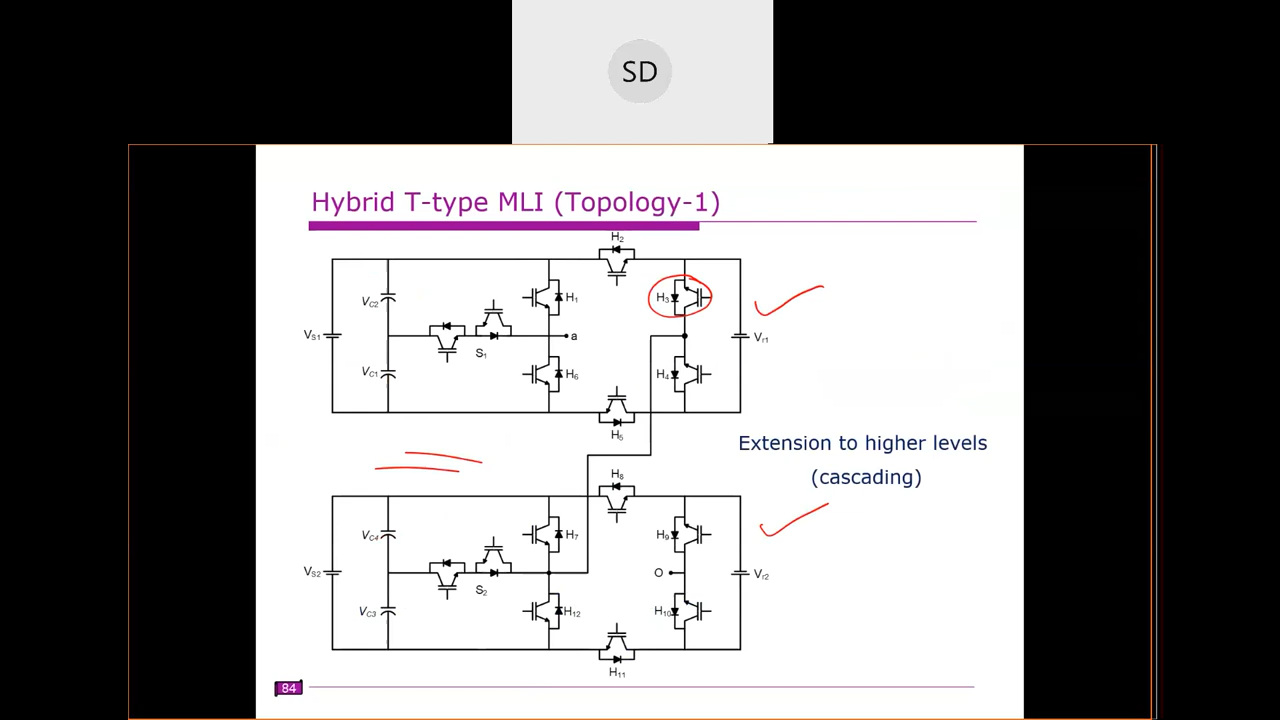 SD
Hybrid T-type MLI (Topology-1)
H2
VC2
H1
H3
VS1
S1
a
Vr1
VC1
H6
H4
H5
Extension to higher levels
(cascading)
H8
VC4
H7
H9
VS2
S2
O
Vr2
VC3
H12
H10
H11
84